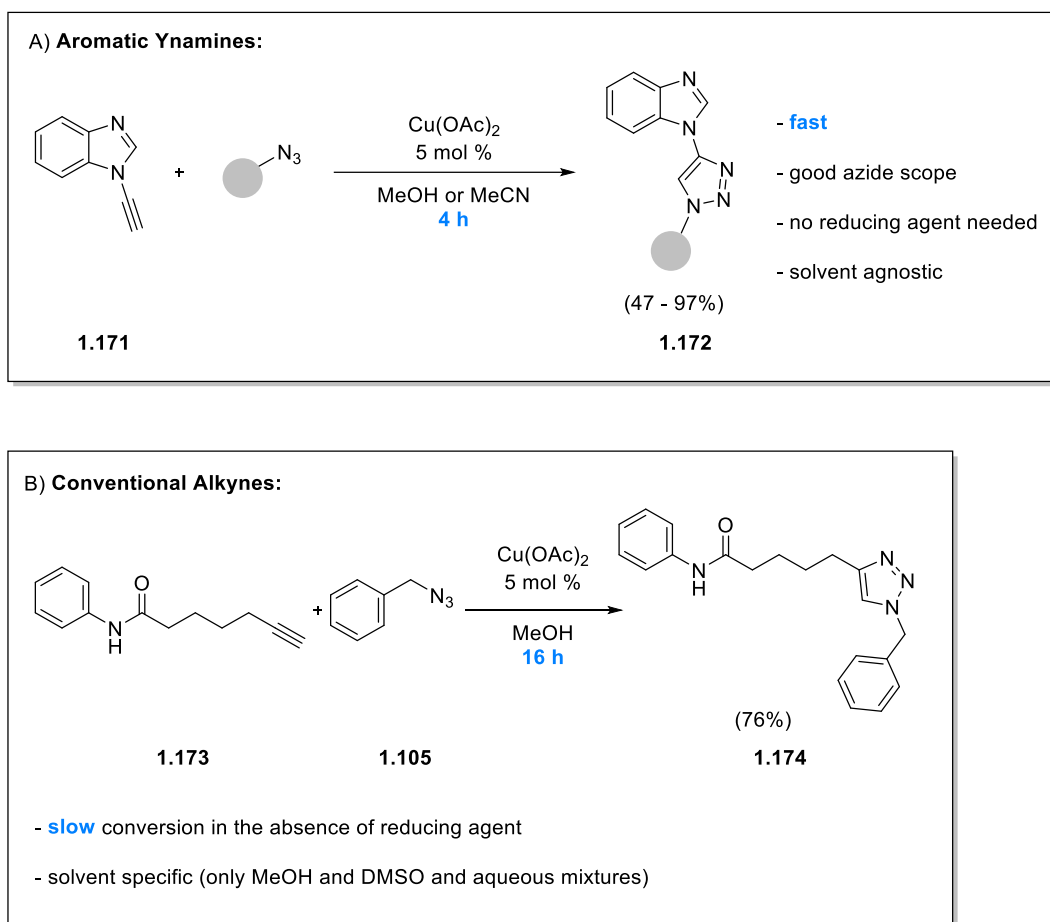 A) Aromatic Ynamines:
N
N
+
N3
Cu(OAc)2
5 mol %
MeOH or MeCN
4 h
N
N
N
N
N
(47 - 97%)
- fast
- good azide scope
- no reducing agent needed
- solvent agnostic
1.171
1.172
B) Conventional Alkynes:
O
N
H
+
N3
Cu(OAc)2
5 mol %
MeOH
16 h
O
N
H
N
N
N
(76%)
1.173
1.105
1.174
- slow conversion in the absence of reducing agent
- solvent specific (only MeOH and DMSO and aqueous mixtures)